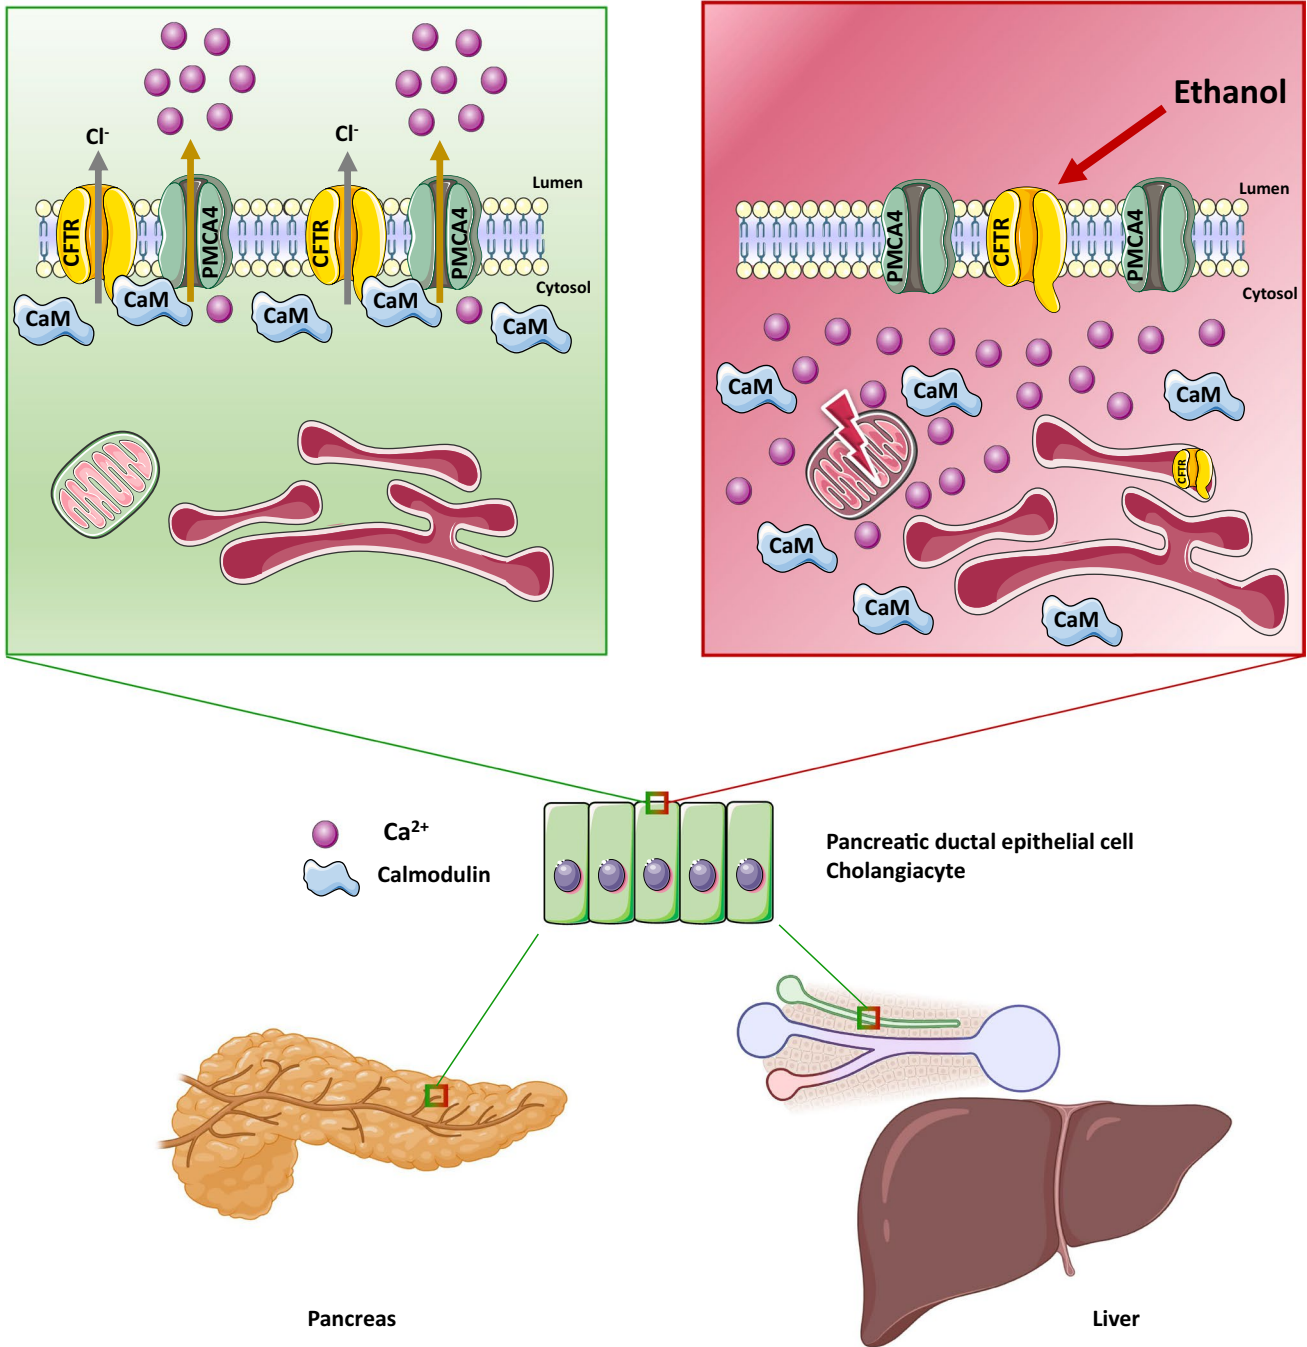 Cl-
Cl-
Lumen
CFTR
PMCA4
CFTR
PMCA4
Cytosol
CaM
CaM
CaM
CaM
CaM
Ethanol
Lumen
PMCA4
CFTR
PMCA4
Cytosol
CaM
CaM
CaM
CFTR
CaM
CaM
CaM
Ca2+
Calmodulin
Pancreatic ductal epithelial cell
Cholangiacyte
Pancreas
Liver